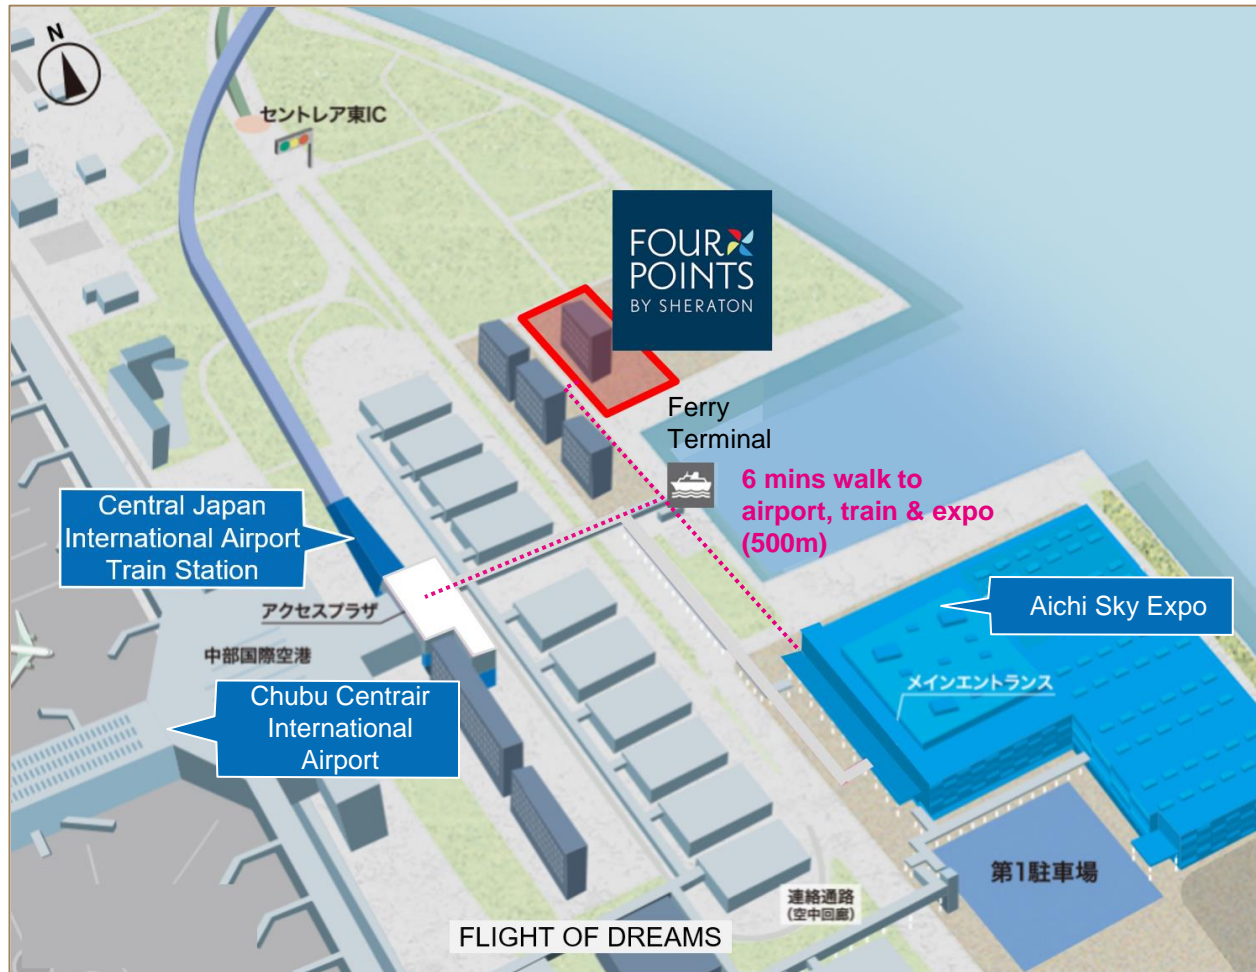 N
セントレア東IC
FOUR
POINTS
BY SHERATON
Ferry
Terminal
6 mins walk to
airport, train & expo
(500m)
Central Japan
International Airport
Train Station
アクセスプラザ
中部国際空港
Chubu Centrair
International
Airport
Aichi Sky Expo
メインエントランス
第1駐車場
連絡通路
(空中回廊)
FLIGHT OF DREAMS